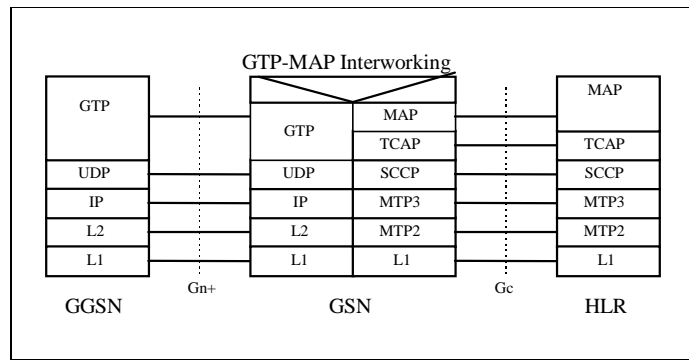 GTP-MAP Interworking
GTP
GTP
MAP
MAP
TCAP
TCAP
UDP
UDP
SCCP
SCCP
IP
IP
MTP3
MTP3
L2
L2
MTP2
MTP2
L1
L1
L1
L1
Gn+
Gc
GGSN
GSN
HLR